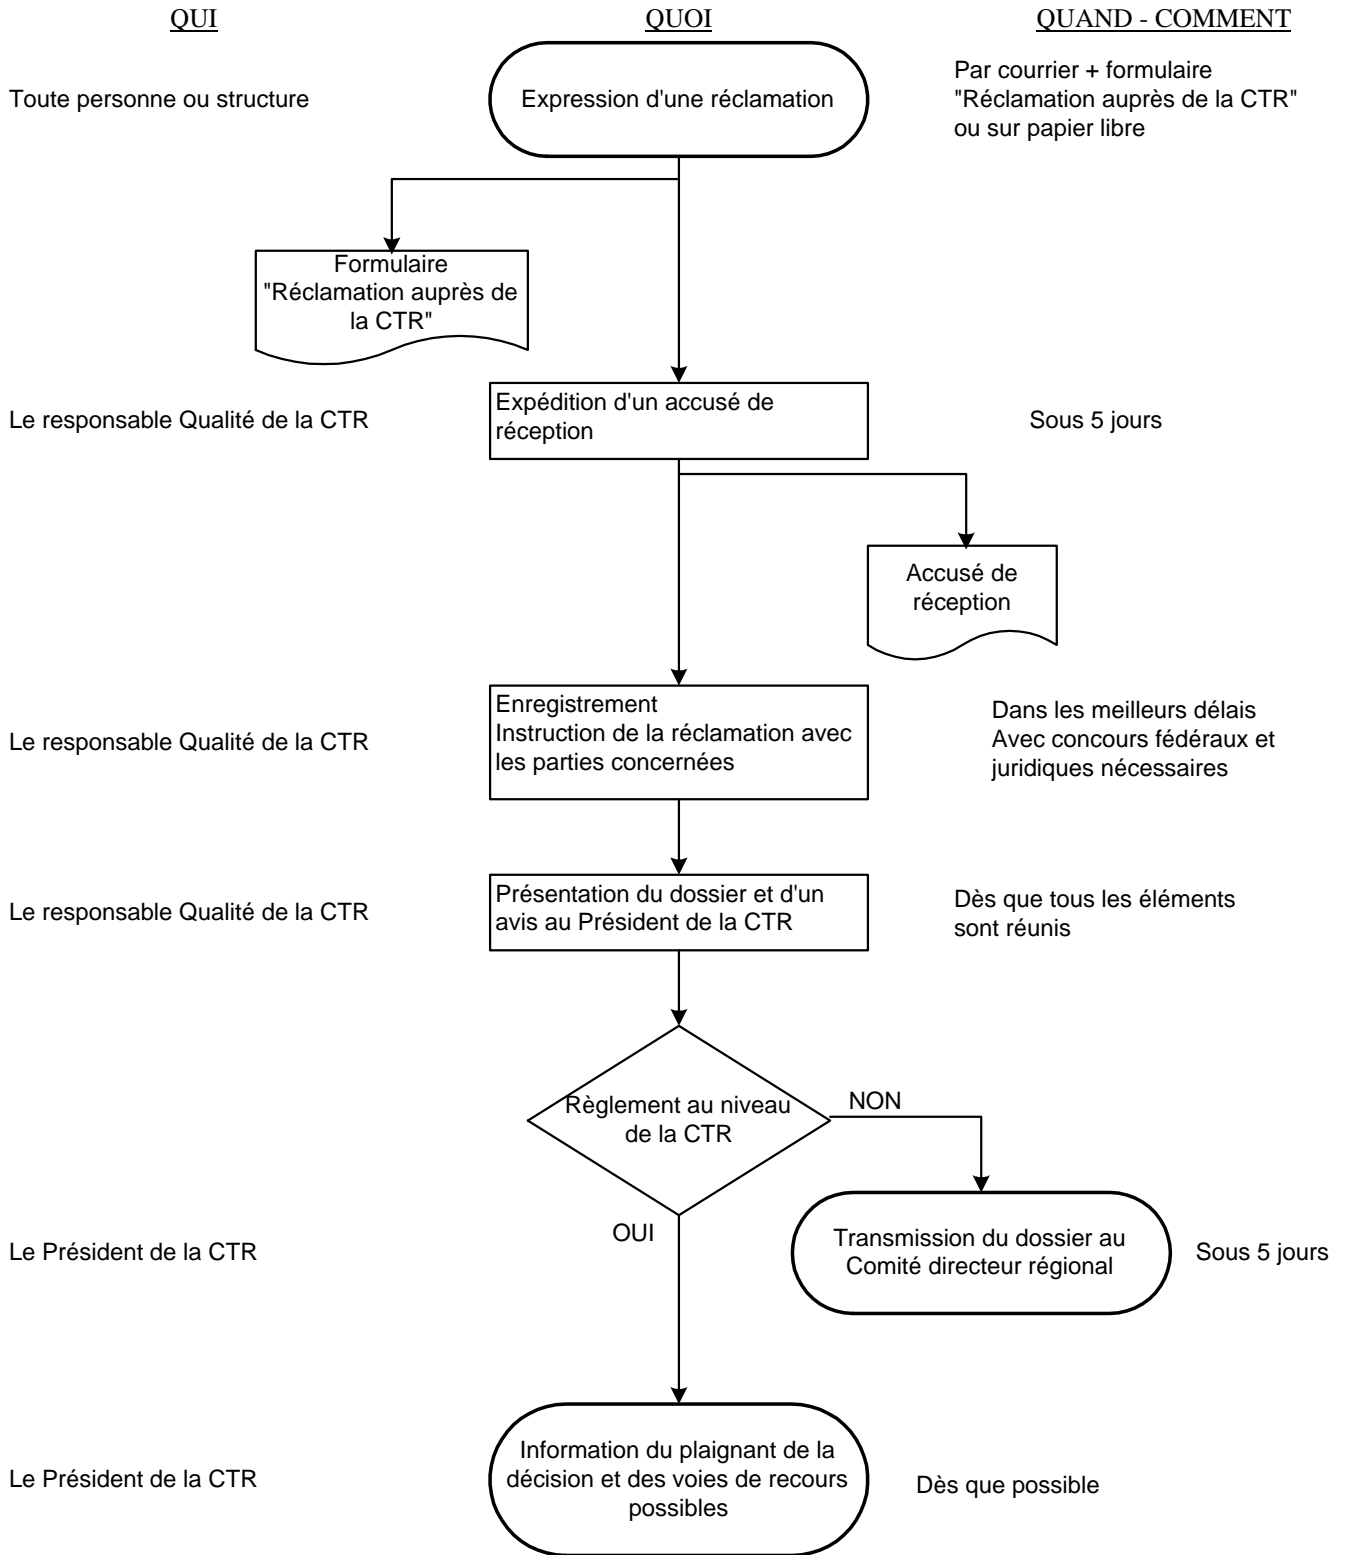 QUI
QUOI
QUAND - COMMENT
Toute personne ou structure
Expression d'une réclamation
Par courrier + formulaire
"Réclamation auprès de la CTR"
ou sur papier libre
Formulaire
"Réclamation auprès de
la CTR"
Le responsable Qualité de la CTR
Expédition d'un accusé de
réception
Sous 5 jours
Accusé de
réception
Le responsable Qualité de la CTR
Enregistrement
Instruction de la réclamation avec
les parties concernées
Dans les meilleurs délais
Avec concours fédéraux et
juridiques nécessaires
Le responsable Qualité de la CTR
Présentation du dossier et d'un
avis au Président de la CTR
Dès que tous les éléments
sont réunis
Règlement au niveau
de la CTR
NON
OUI
Le Président de la CTR
Transmission du dossier au
Comité directeur régional
Sous 5 jours
Le Président de la CTR
Information du plaignant de la
décision et des voies de recours
possibles
Dès que possible